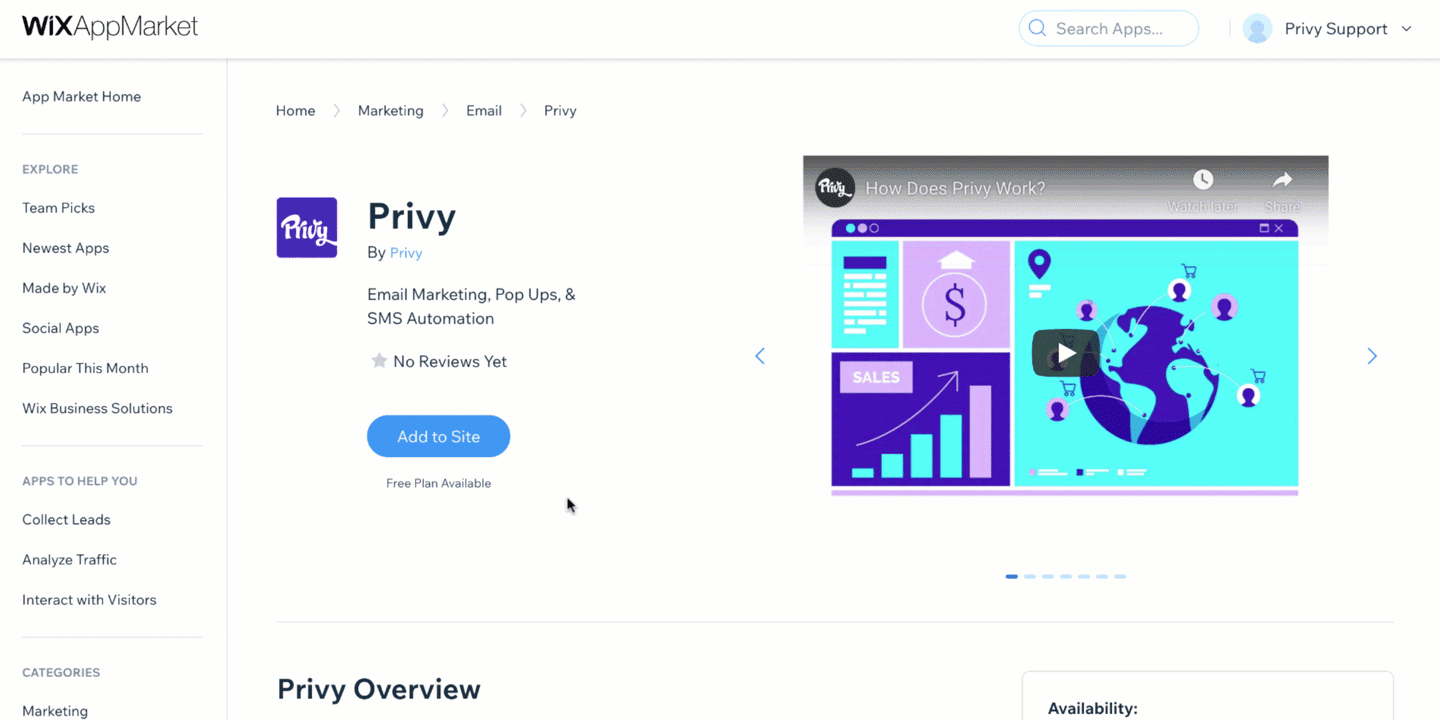 WiXAppMarket
Search Apps...
Privy Support
App Market Home
EXPLORE
Team Picks
Newest Apps
Made by Wix
Social Apps
Popular This Month
Wix Business Solutions
APPS TO HELP YOU
Collect Leads
Analyze Traffic
Interact with Visitors
CATEGORIES
Marketing
Home
Marketing
Email
Privy
Privy
Privy
By Privy
Email Marketing, Pop Ups, &
SMS Automation
No Reviews Yet
Add to Site
Free Plan Available
Privy
How Does Privy Work?
Watch later
Share
$
SALES
Privy Overview
Availability: